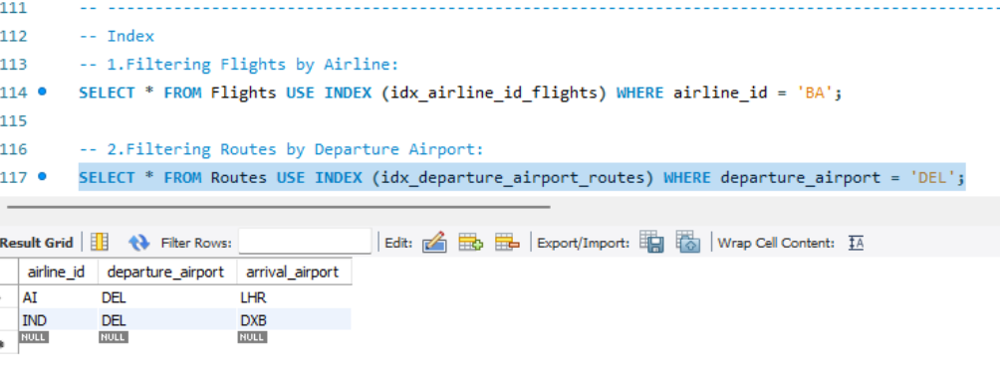 111 -- -----------------------------------------------------------------------------------------------
112 -- Index
113 -- 1.Filtering Flights by Airline:
114 SELECT * FROM Flights USE INDEX (idx_airline_id_flights) WHERE airline_id = 'BA';
115
116 -- 2.Filtering Routes by Departure Airport:
117 SELECT * FROM Routes USE INDEX (idx_departure_airport_routes) WHERE departure_airport = 'DEL';
Result Grid Filter Rows: Edit: Export/Import: Wrap Cell Content: IA
airline_id departure_airport arrival_airport
AI DEL LHR
IND DEL DXB
NULL NULL NULL